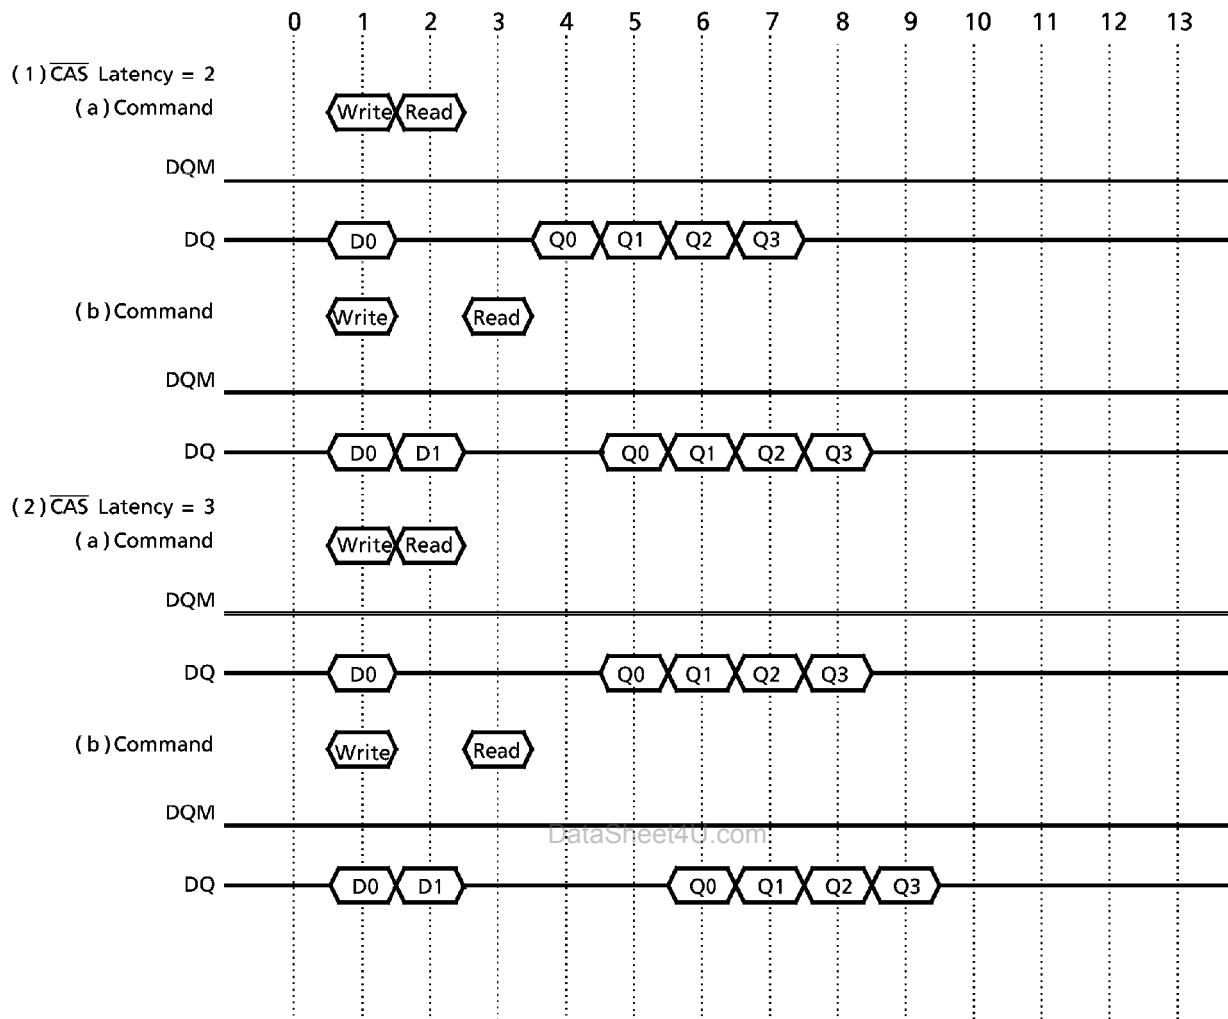 0 1 2 3 4 5 6 7 8 9 10 11 12 13
(1) C̅A̅S̅ Latency = 2
(a) Command Write Read
DQM
DQ D0 Q0 Q1 Q2 Q3
(b) Command Write Read
DQM
DQ D0 D1 Q0 Q1 Q2 Q3
(2) C̅A̅S̅ Latency = 3
(a) Command Write Read
DQM
DQ D0 Q0 Q1 Q2 Q3
(b) Command Write Read
DQM
DataSheet4U.com
DQ D0 D1 Q0 Q1 Q2 Q3